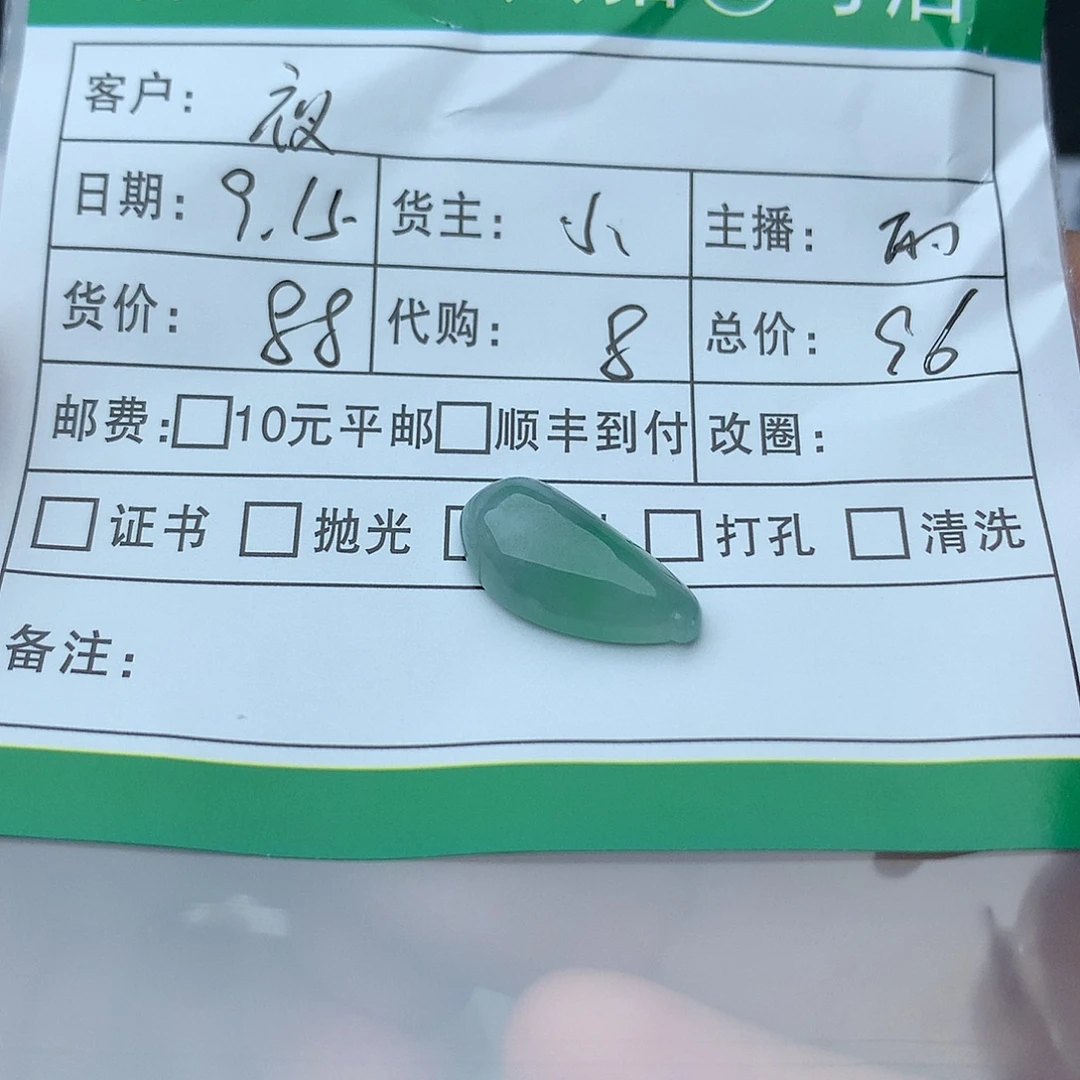 客户：夜
日期：9.15 货主：小 主播：
货价：88 代购：8 总价：96
邮费：□10元平邮□顺丰到付 改圈：
□证书 □抛光 □打孔 □清洗
备注：